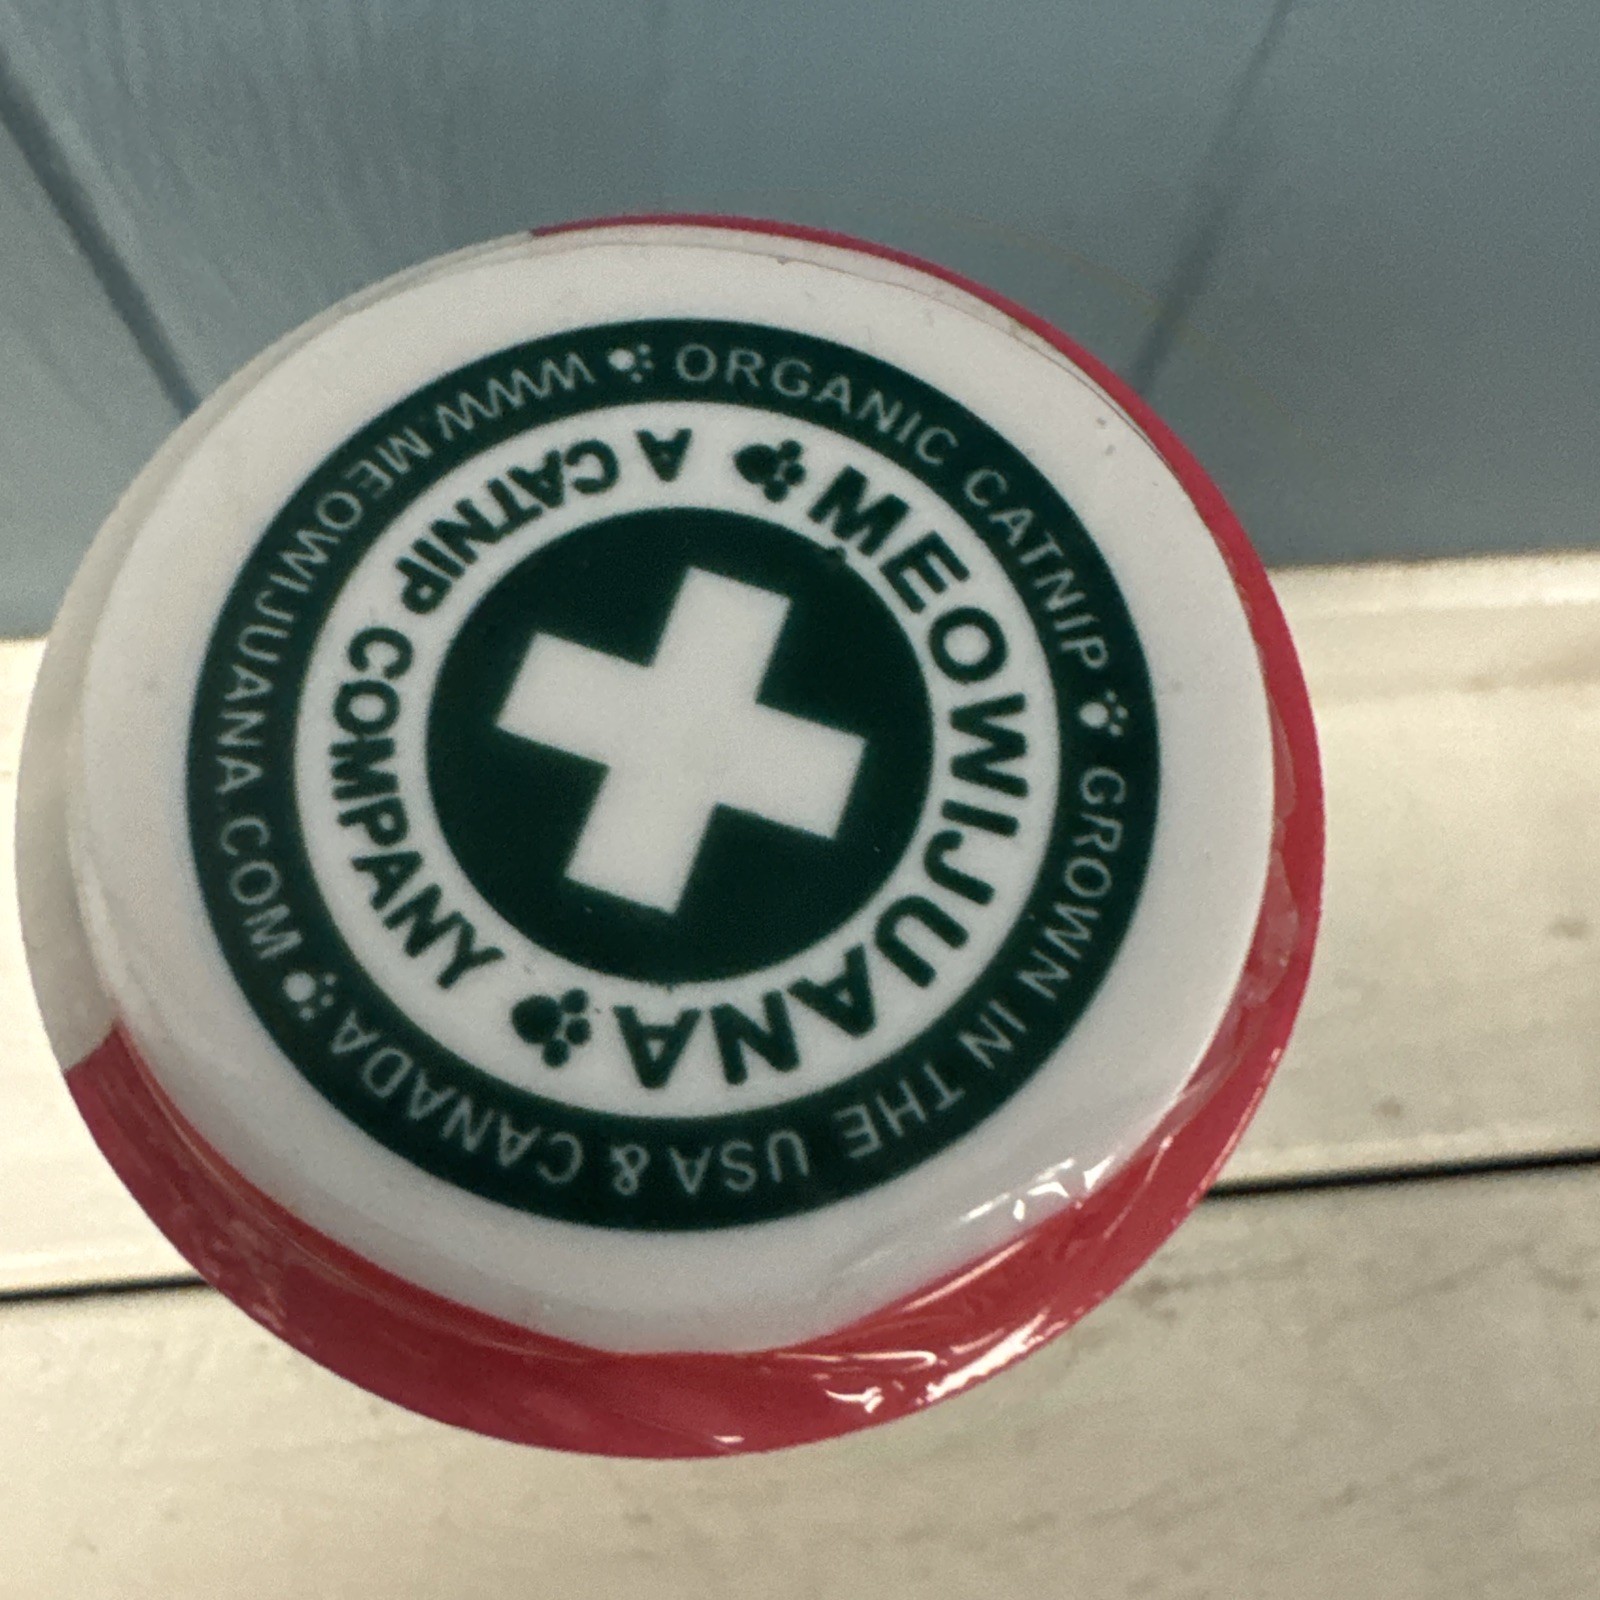 MEOWIJUANA
A CATNIP COMPANY
ORGANIC CATNIP
GROWN IN THE USA & CANADA
WWW.MEOWIJUANA.COM